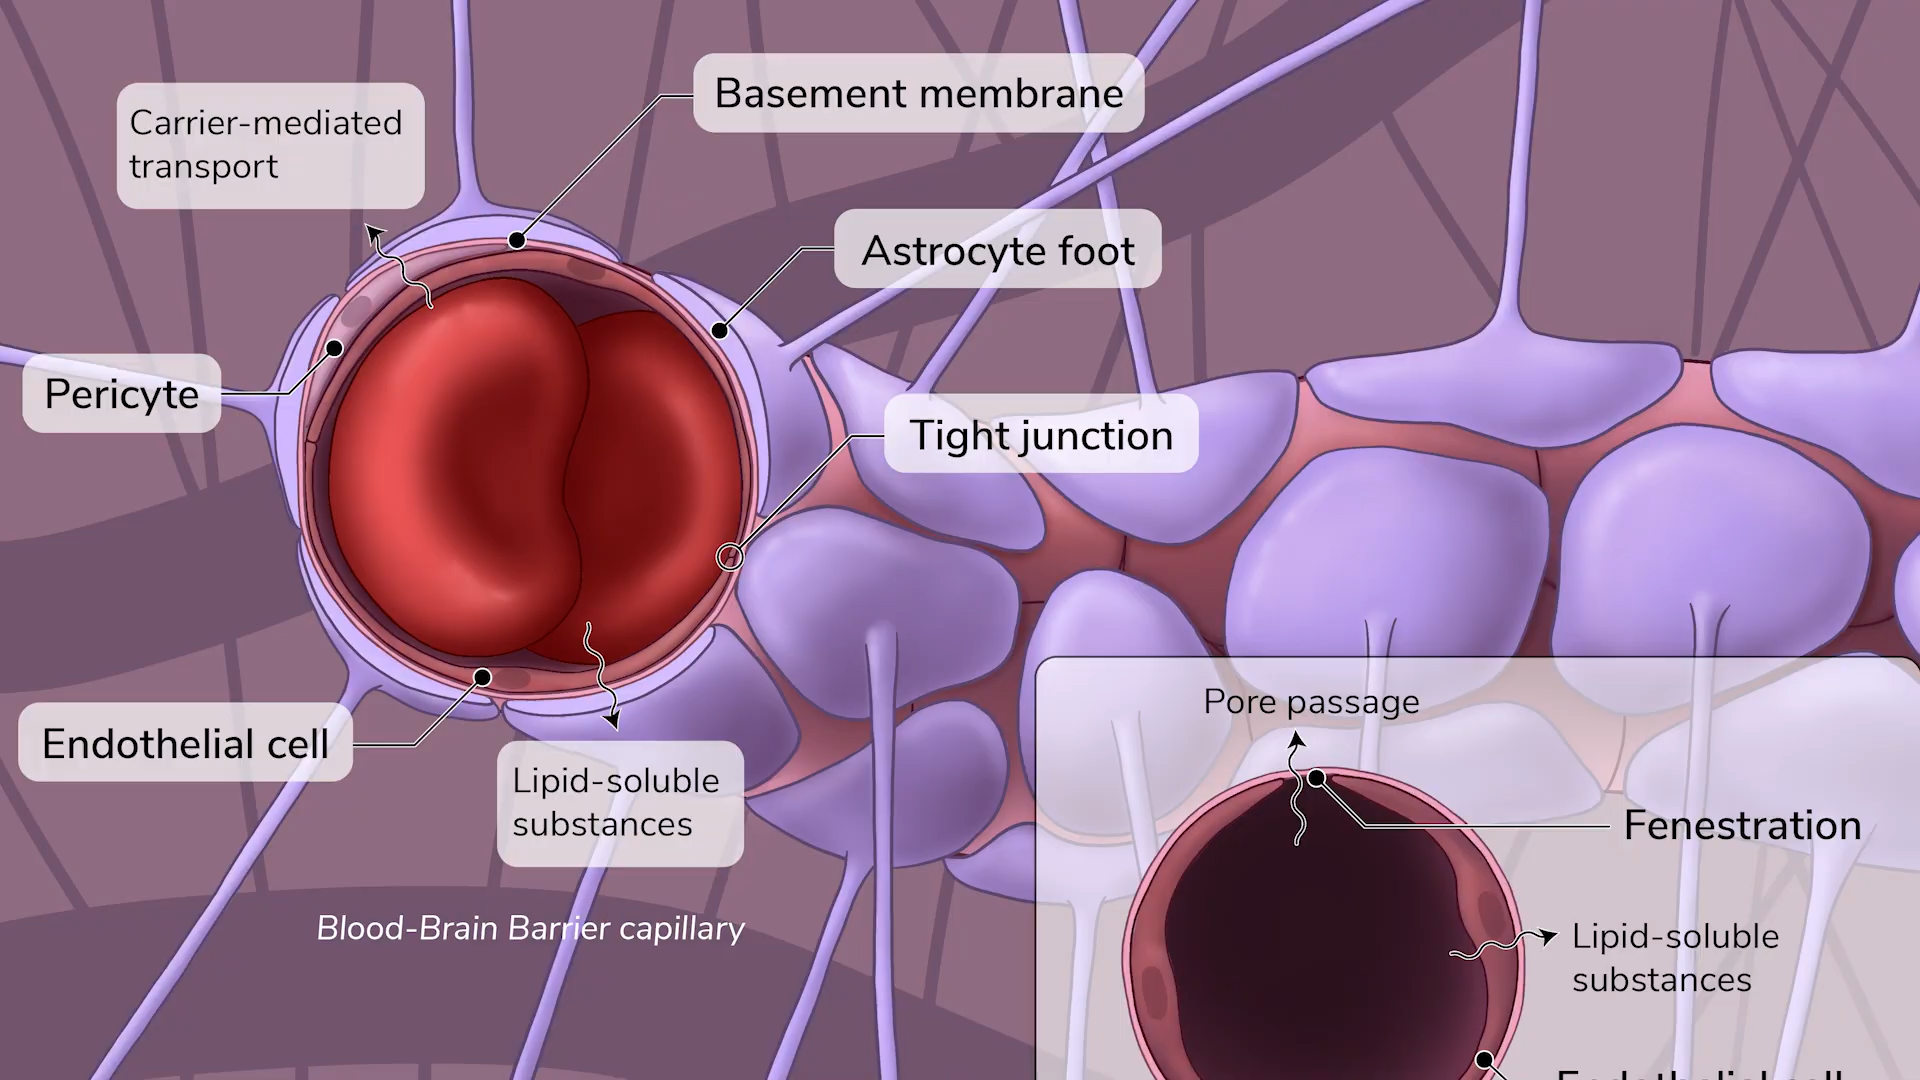 Basement membrane
Carrier-mediated
transport
Astrocyte foot
Pericyte
Tight junction
Endothelial cell
Lipid-soluble
substances
Blood-Brain Barrier capillary
Pore passage
Fenestration
Lipid-soluble
substances